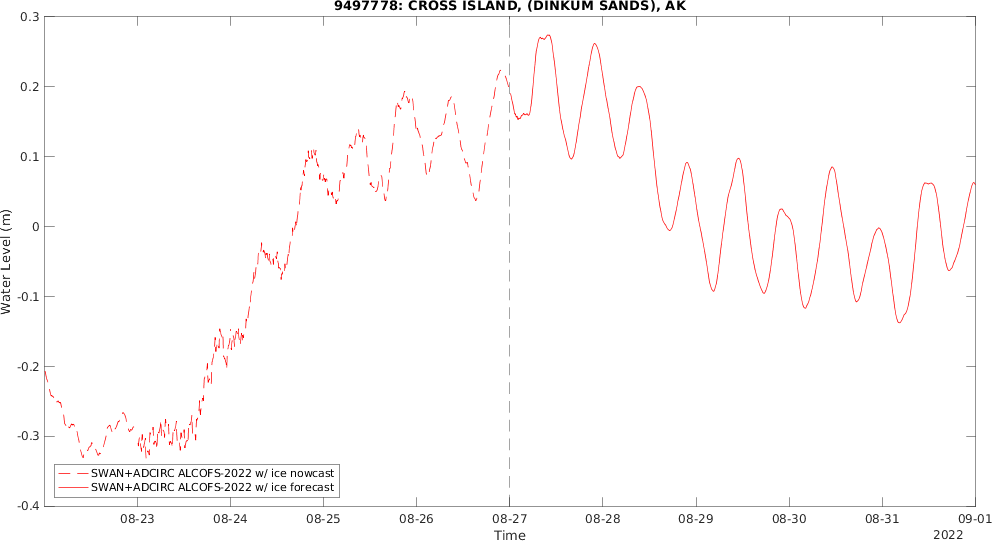 9497778: CROSS ISLAND, (DINKUM SANDS), AK
0.3
0.2
0.1
0
-0.1
-0.2
-0.3
-0.4
Water Level (m)
SWAN+ADCIRC ALCOFS-2022 w/ ice nowcast
SWAN+ADCIRC ALCOFS-2022 w/ ice forecast
08-23 08-24 08-25 08-26 08-27 08-28 08-29 08-30 08-31 09-01
Time
2022